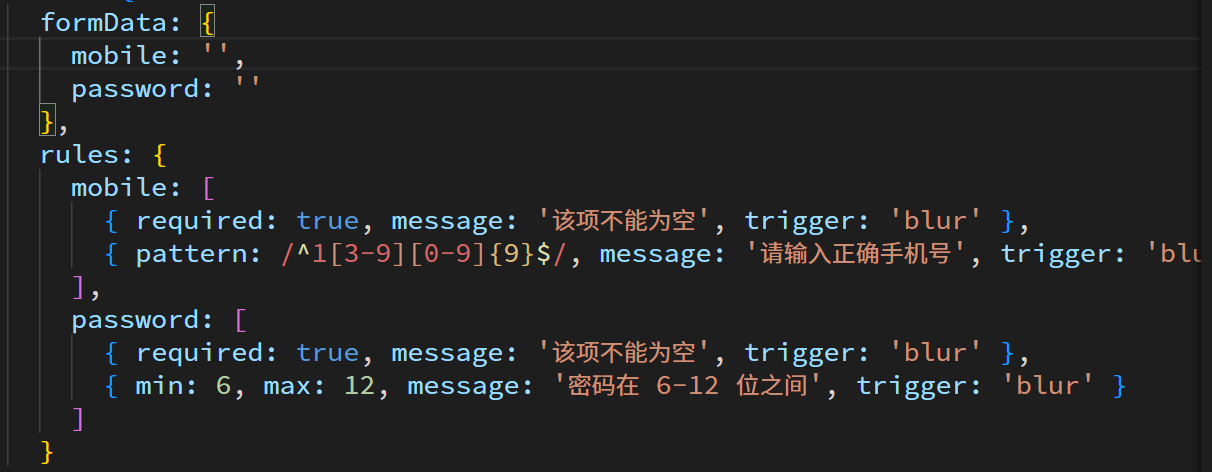 formData: {
mobile: '',
password: ''
},
rules: {
mobile: [
{ required: true, message: '该项不能为空', trigger: 'blur' },
{ pattern: /^1[3-9][0-9]{9}$/, message: '请输入正确手机号', trigger: 'blu
],
password: [
{ required: true, message: '该项不能为空', trigger: 'blur' },
{ min: 6, max: 12, message: '密码在 6-12 位之间', trigger: 'blur' }
]
}